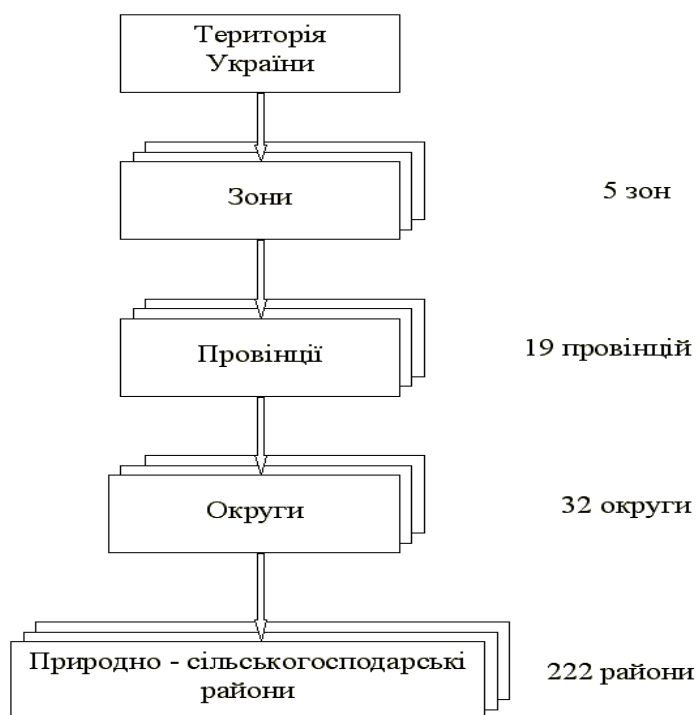 Територія
України
Зони
5 зон
Провінції
19 провінцій
Округи
32 округи
Природно - сільськогосподарські
райони
222 райони